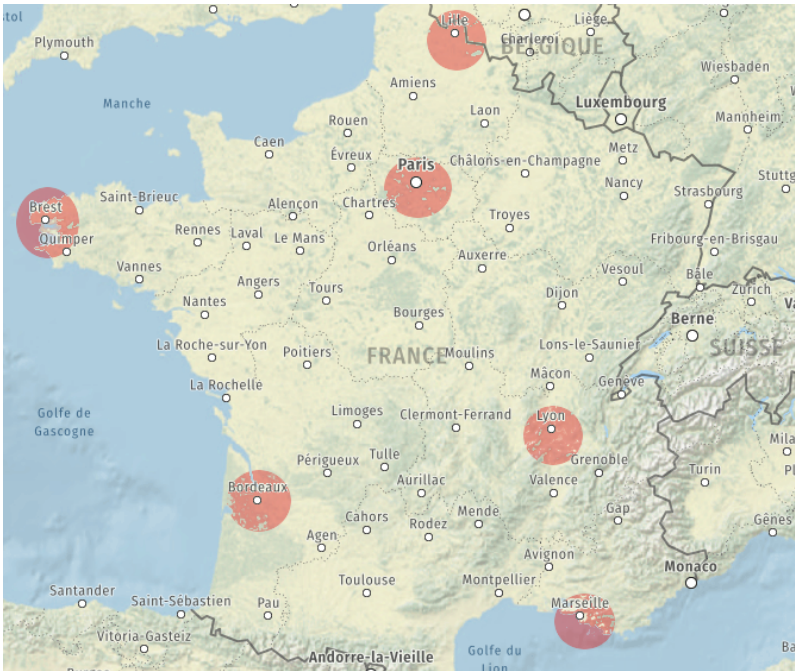 stol
Plymouth
Lille
Charleroi
Liège
BELGIQUE
Wiesbaden
Amiens
Manche
Luxembourg
Laon
Rouen
Mannheim
Caen
Évreux
Paris
Châlons-en-Champagne
Metz
Nancy
Stuttg
Saint-Brieuc
Strasbourg
Brest
Alençon
Chartres
Troyes
Quimper
Rennes
Laval
Le Mans
Orléans
Auxerre
Fribourg-en-Brisgau
Vannes
Vesoul
Bâle
Angers
Tours
Dijon
Zurich
Nantes
Bourges
Berne
Va
La Roche-sur-Yon
Poitiers
FRANCE
Moulins
Lons-le-Saunier
SUISSE
La Rochelle
Mâcon
Genève
Golfe de
Gascogne
Limoges
Clermont-Ferrand
Lyon
Mila
Périgueux
Tulle
Grenoble
Turin
Pl
Bordeaux
Aurillac
Valence
Cahors
Rodez
Mende
Gap
Gênes
Agen
Avignon
Monaco
Santander
Saint-Sébastien
Pau
Toulouse
Montpellier
Marseille
Vitoria-Gasteiz
Andorre-la-Vieille
Golfe du
Lion
Ba